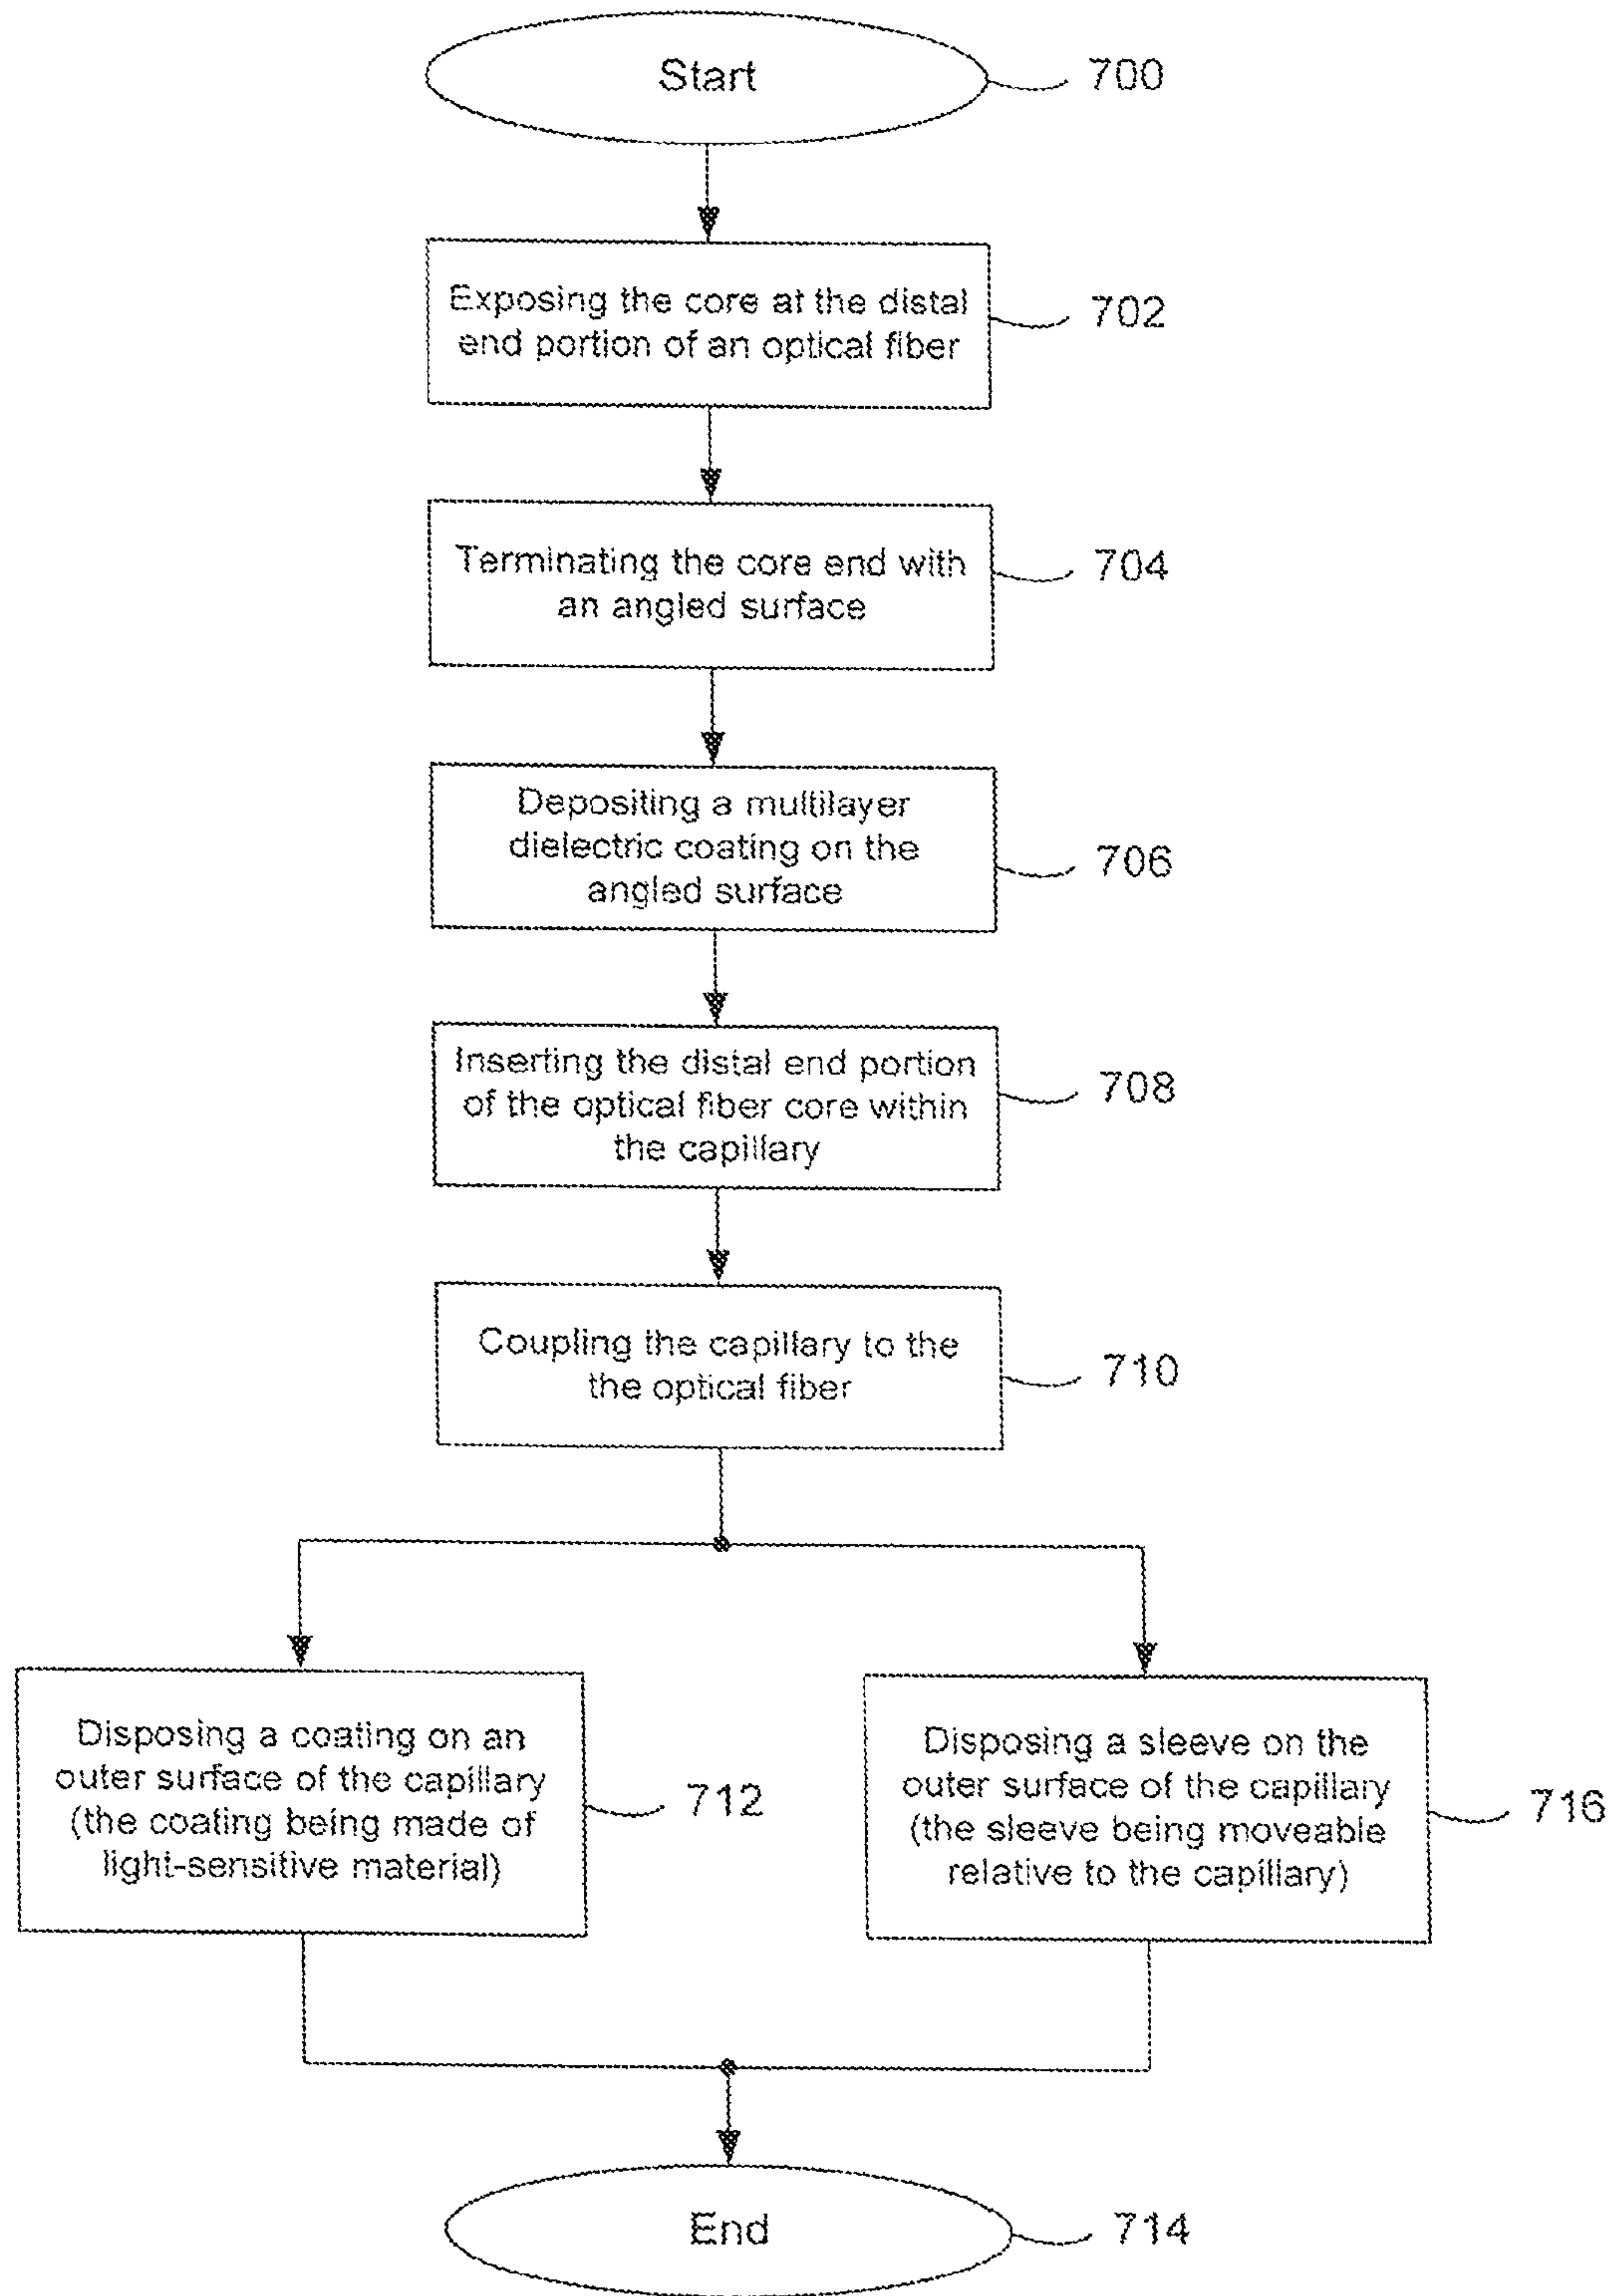 Start
700
Exposing the core at the distal
end portion of an optical fiber
702
Terminating the core end with
an angled surface
704
Depositing a multilayer
dielectric coating on the
angled surface
706
Inserting the distal end portion
of the optical fiber core within
the capillary
708
Coupling the capillary to the
the optical fiber
710
Disposing a coating on an
outer surface of the capillary
(the coating being made of
light-sensitive material)
712
Disposing a sleeve on the
outer surface of the capillary
(the sleeve being moveable
relative to the capillary)
716
End
714